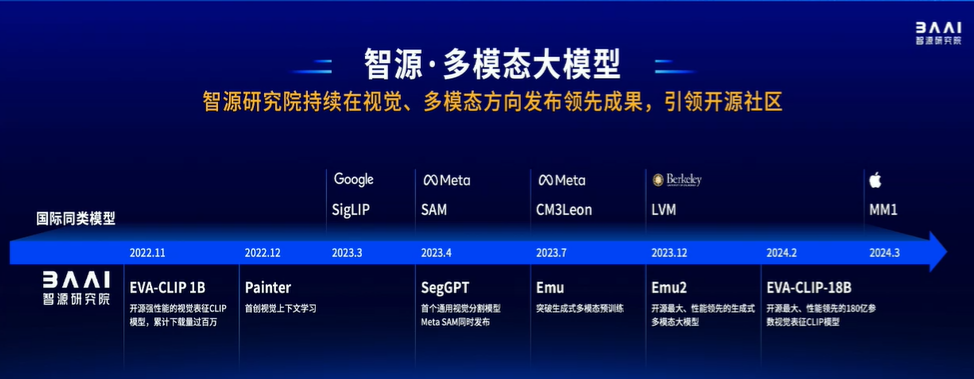 BAAI
智源研究院
智源·多模态大模型
智源研究院持续在视觉、多模态方向发布领先成果，引领开源社区
Google
SigLIP
Meta
SAM
Meta
CM3Leon
Berkeley
LVM
MM1
国际同类模型
2022.11
2022.12
2023.3
2023.4
2023.7
2023.12
2024.2
2024.3
BAAI
智源研究院
EVA-CLIP 1B
开源强性能的视觉表征CLIP
模型，累计下载量过百万
Painter
首创视觉上下文学习
SegGPT
首个通用视觉分割模型
Meta SAM同时发布
Emu
突破生成式多模态预训练
Emu2
开源最大、性能领先的生成式
多模态大模型
EVA-CLIP-18B
开源最大、性能领先的180亿参
数视觉表征CLIP模型